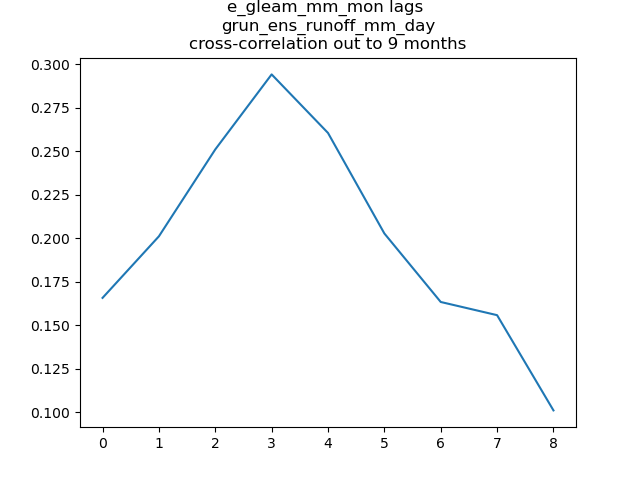 e_gleam_mm_mon lags
grun_ens_runoff_mm_day
cross-correlation out to 9 months
0.300
0.275
0.250
0.225
0.200
0.175
0.150
0.125
0.100
0 1 2 3 4 5 6 7 8